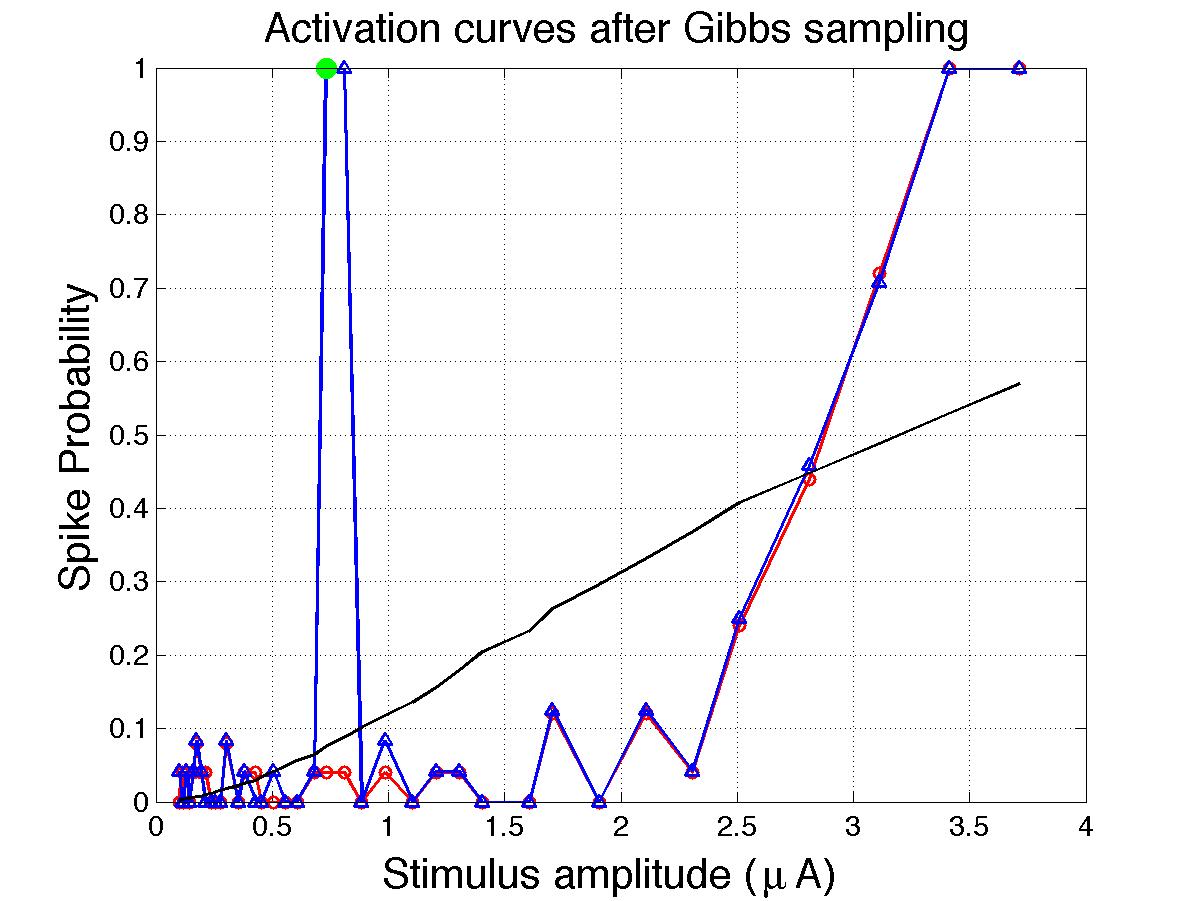 Activation curves after Gibbs sampling
1
0.9
0.8
0.7
0.6
0.5
0.4
0.3
0.2
0.1
0
Spike Probability
0 0.5 1 1.5 2 2.5 3 3.5 4
Stimulus amplitude (μ A)